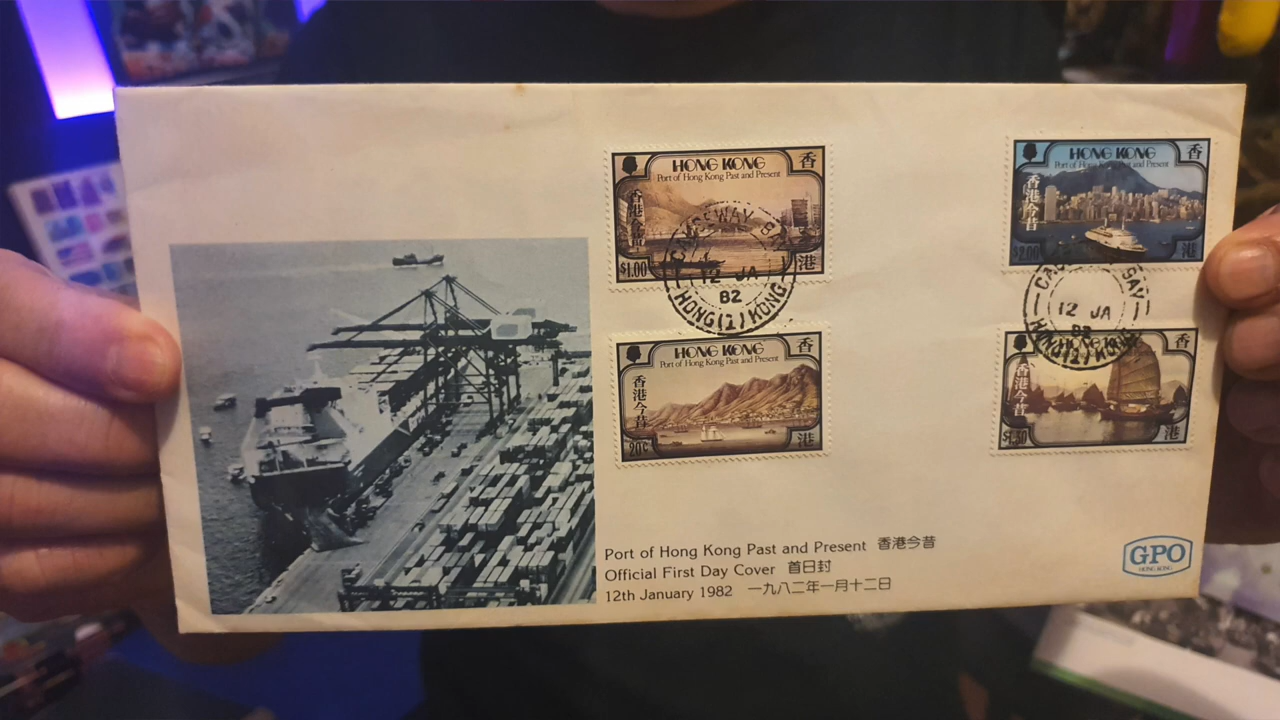 HONG KONG 香
Port of Hong Kong Past and Present
香港今昔
$1.00 港
CAUSEWAY BAY
12 JA
82
HONG (1) KONG
HONG KONG 香
Port of Hong Kong Past and Present
香港今昔
$2.00 港
12 JA
82
HONG KONG 香
Port of Hong Kong Past and Present
香港今昔
20c 港
HONG KONG 香
香港今昔
$1.30 港
Port of Hong Kong Past and Present 香港今昔
Official First Day Cover 首日封
12th January 1982 一九八二年一月十二日
GPO
HONG KONG